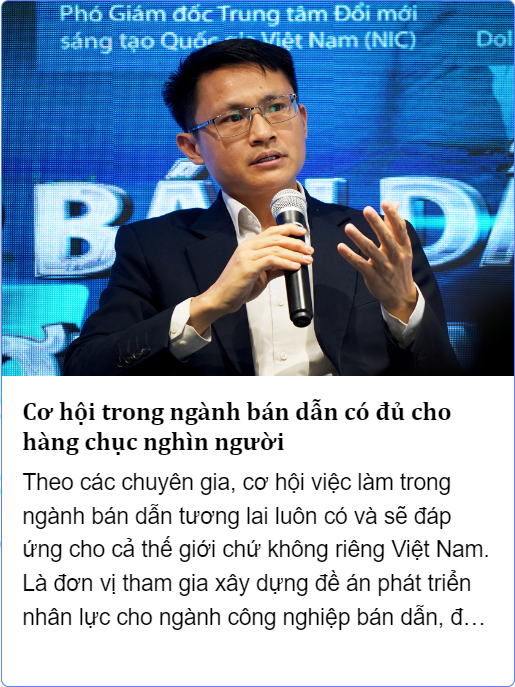 Phó Giám đốc Trung tâm Đổi mới
sáng tạo Quốc gia Việt Nam (NIC)
Dol
BÁN DẪ
Cơ hội trong ngành bán dẫn có đủ cho
hàng chục nghìn người
Theo các chuyên gia, cơ hội việc làm trong
ngành bán dẫn tương lai luôn có và sẽ đáp
ứng cho cả thế giới chứ không riêng Việt Nam.
Là đơn vị tham gia xây dựng đề án phát triển
nhân lực cho ngành công nghiệp bán dẫn, đ…